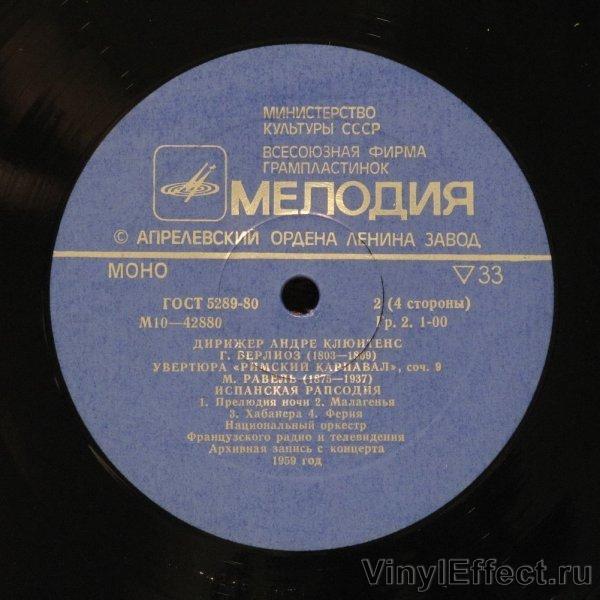 МИНИСТЕРСТВО
КУЛЬТУРЫ СССР
ВСЕСОЮЗНАЯ ФИРМА
ГРАМПЛАСТИНОК
МЕЛОДИЯ
© АПРЕЛЕВСКИЙ ОРДЕНА ЛЕНИНА ЗАВОД
МОНО ▽33
ГОСТ 5289-80 2 (4 стороны)
М10—42880 Гр. 2. 1-00
ДИРИЖЕР АНДРЕ КЛЮИТЕНС
Г. БЕРЛИОЗ (1803—1869)
УВЕРТЮРА «РИМСКИЙ КАРНАВАЛ», соч. 9
М. РАВЕЛЬ (1875—1937)
ИСПАНСКАЯ РАПСОДИЯ
1. Прелюдия ночи 2. Малагенья
3. Хабанера 4. Ферия
Национальный оркестр
Французского радио и телевидения
Архивная запись с концерта
1959 год
VinylEffect.ru